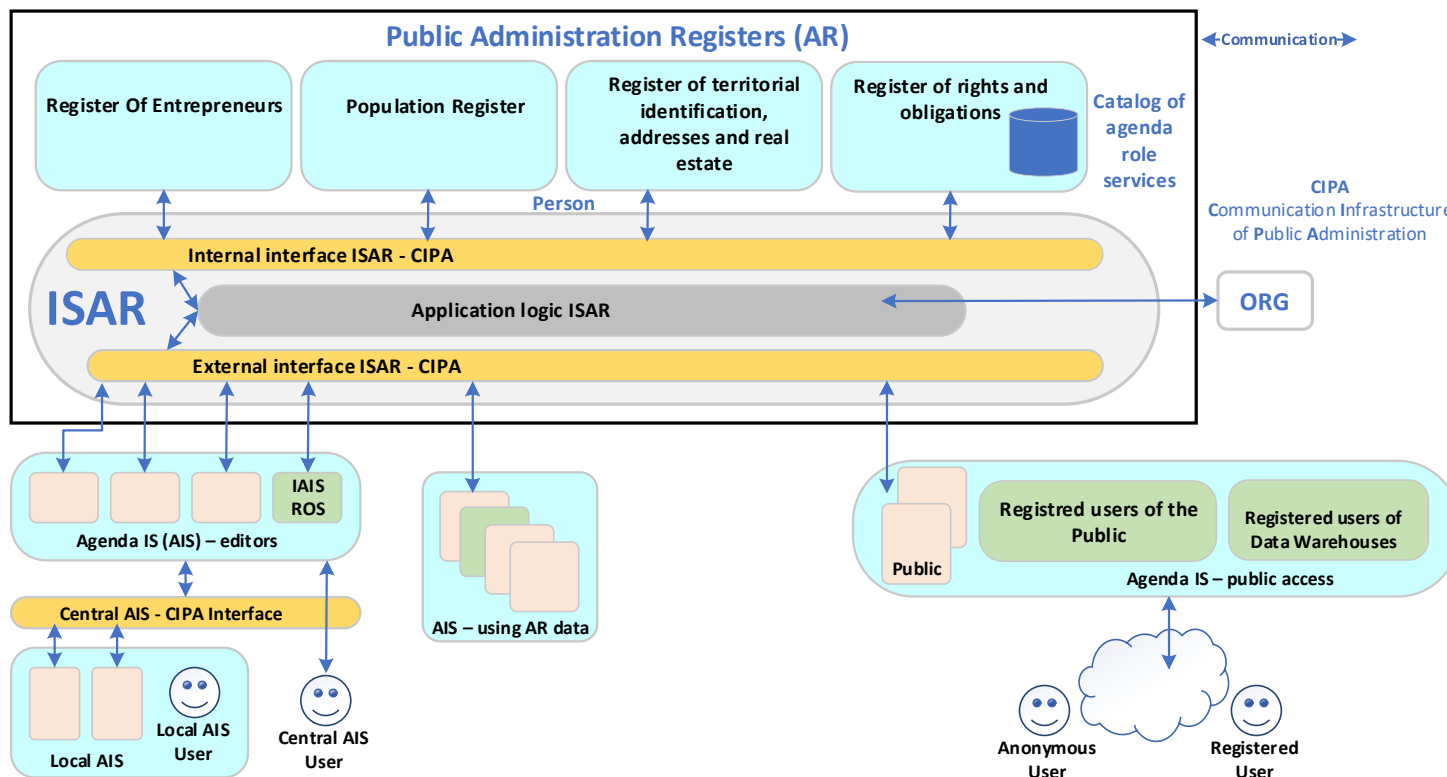 Public Administration Registers (AR)
Communication
Register Of Entrepreneurs
Population Register
Register of territorial
identification,
addresses and real
estate
Register of rights and
obligations
Catalog of
agenda
role
services
Person
CIPA
Communication Infrastructure
of Public Administration
Internal interface ISAR - CIPA
ISAR
Application logic ISAR
ORG
External interface ISAR - CIPA
IAIS
ROS
Agenda IS (AIS) – editors
Registred users of the
Public
Registered users of
Data Warehouses
Public
Agenda IS – public access
Central AIS - CIPA Interface
AIS – using AR data
Local AIS
User
Local AIS
Central AIS
User
Anonymous
User
Registered
User